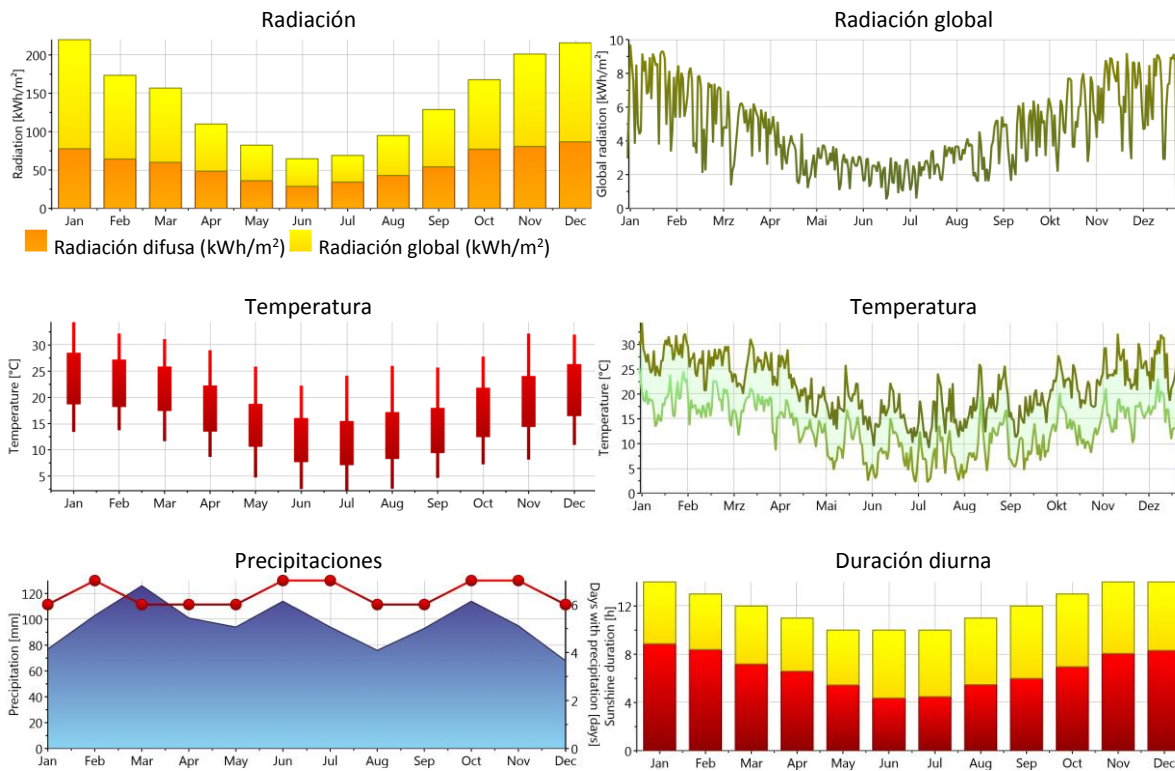 Radiación
Radiation [kWh/m²]
200
150
100
50
0
Jan Feb Mar Apr May Jun Jul Aug Sep Oct Nov Dec
Radiación difusa (kWh/m²) Radiación global (kWh/m²)
Radiación global
Global radiation [kWh/m²]
10
8
6
4
2
0
Jan Feb Mrz Apr Mai Jun Jul Aug Sep Okt Nov Dez
Temperatura
Temperature [°C]
30
25
20
15
10
5
Jan Feb Mar Apr May Jun Jul Aug Sep Oct Nov Dec
Temperatura
Temperature [°C]
30
25
20
15
10
5
0
Jan Feb Mrz Apr Mai Jun Jul Aug Sep Okt Nov Dez
Precipitaciones
Precipitation [mm]
120
100
80
60
40
20
0
Days with precipitation [days]
6
4
2
0
Jan Feb Mar Apr May Jun Jul Aug Sep Oct Nov Dec
Duración diurna
Sunshine duration [h]
12
8
4
0
Jan Feb Mar Apr May Jun Jul Aug Sep Oct Nov Dec